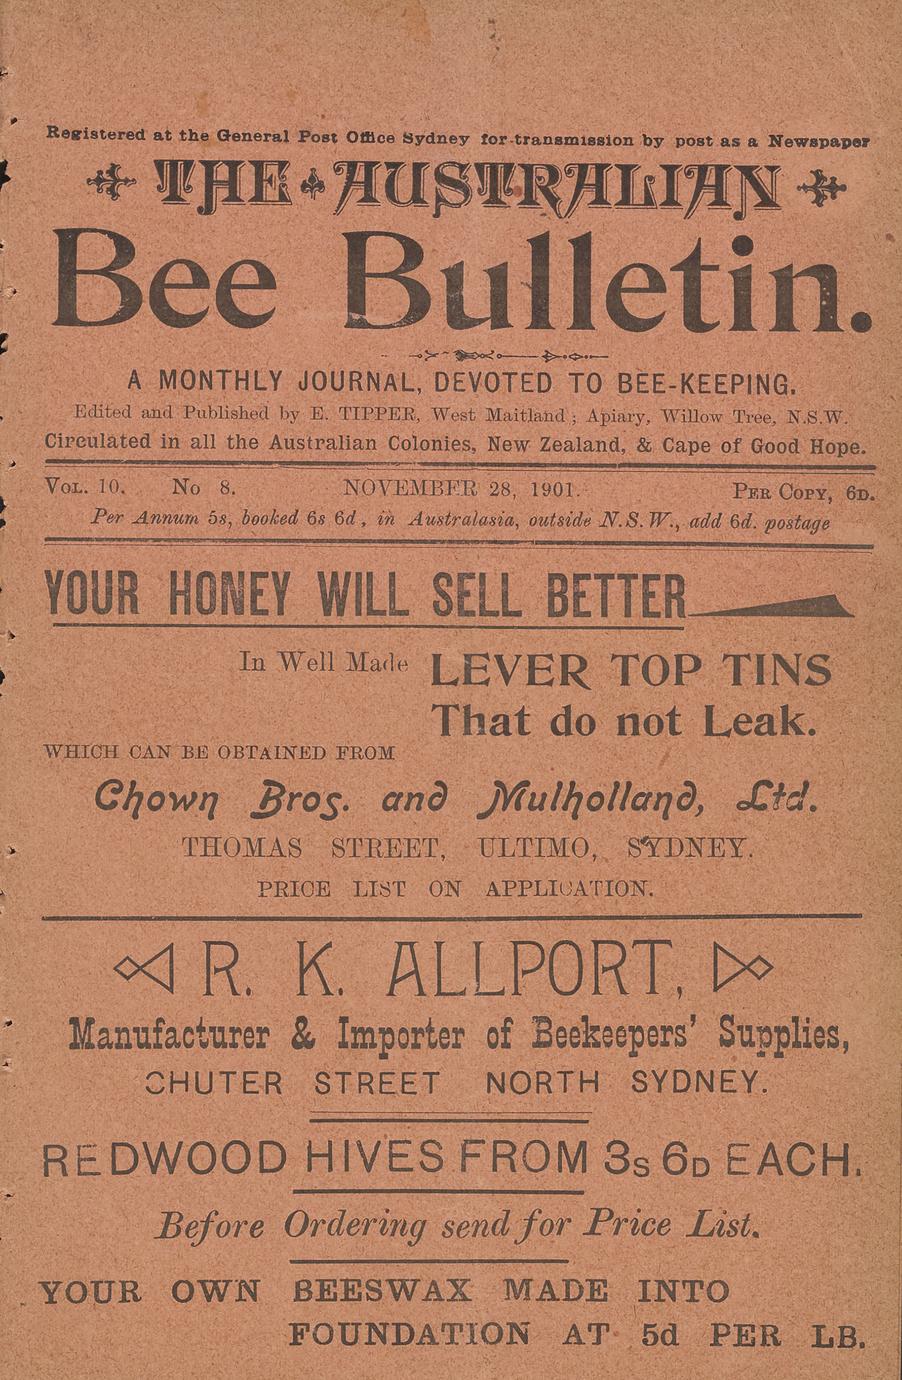 Registered at the General Post Office Sydney for transmission by post as a Newspaper
THE AUSTRALIAN
Bee Bulletin.
A MONTHLY JOURNAL, DEVOTED TO BEE-KEEPING.
Edited and Published by E. TIPPER, West Maitland; Apiary, Willow Tree, N.S.W.
Circulated in all the Australian Colonies, New Zealand, & Cape of Good Hope.
VOL. 10. No 8. NOVEMBER 28, 1901. PER COPY, 6D.
Per Annum 5s, booked 6s 6d, in Australasia, outside N.S.W., add 6d. postage
YOUR HONEY WILL SELL BETTER
In Well Made LEVER TOP TINS
That do not Leak.
WHICH CAN BE OBTAINED FROM
Chown Bros. and Mulholland, Ltd.
THOMAS STREET, ULTIMO, SYDNEY.
PRICE LIST ON APPLICATION.
R. K. ALLPORT,
Manufacturer & Importer of Beekeepers' Supplies,
CHUTER STREET NORTH SYDNEY.
REDWOOD HIVES FROM 3s 6D EACH.
Before Ordering send for Price List.
YOUR OWN BEESWAX MADE INTO
FOUNDATION AT 5d PER LB.